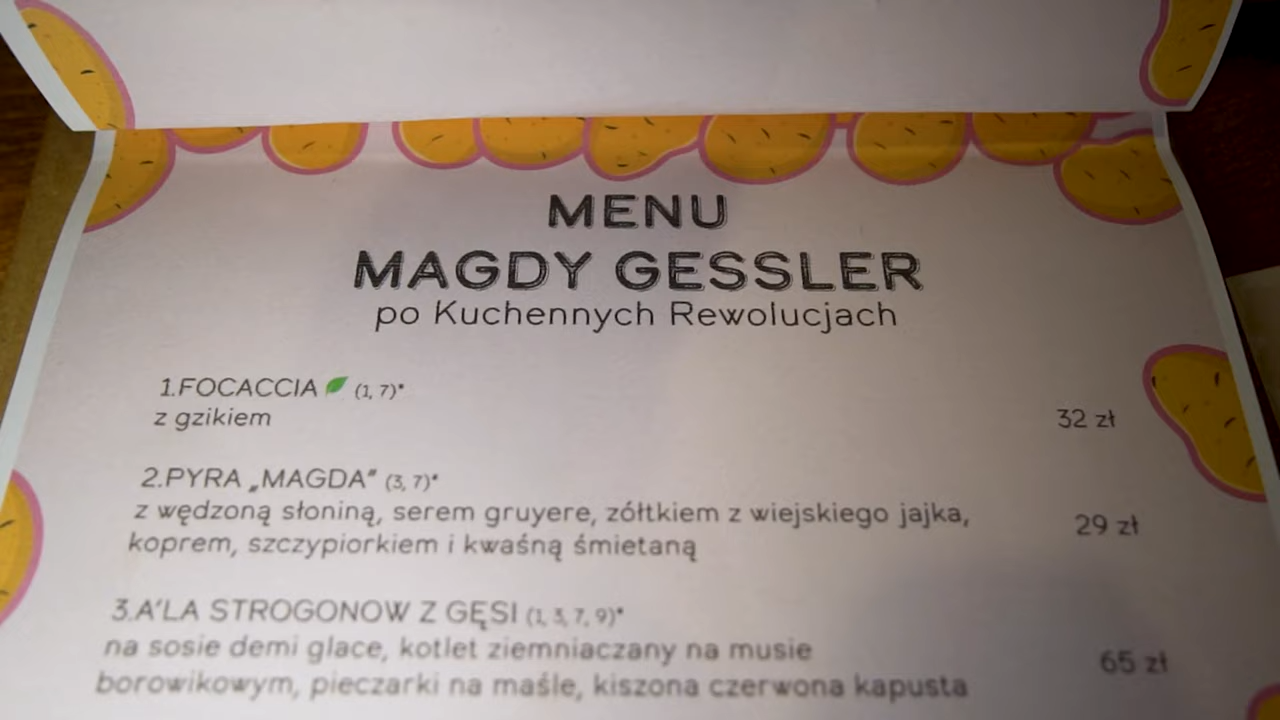 MENU
MAGDY GESSLER
po Kuchennych Rewolucjach
1.FOCACCIA (1, 7)*
z gzikiem
32 zł
2.PYRA „MAGDA” (3, 7)*
z wędzoną słoniną, serem gruyere, zółtkiem z wiejskiego jajka,
koprem, szczypiorkiem i kwaśną śmietaną
29 zł
3.A'LA STROGONOW Z GĘSI (1, 3, 7, 9)*
na sosie demi glace, kotlet ziemniaczany na musie
borowikowym, pieczarki na maśle, kiszona czerwona kapusta
65 zł